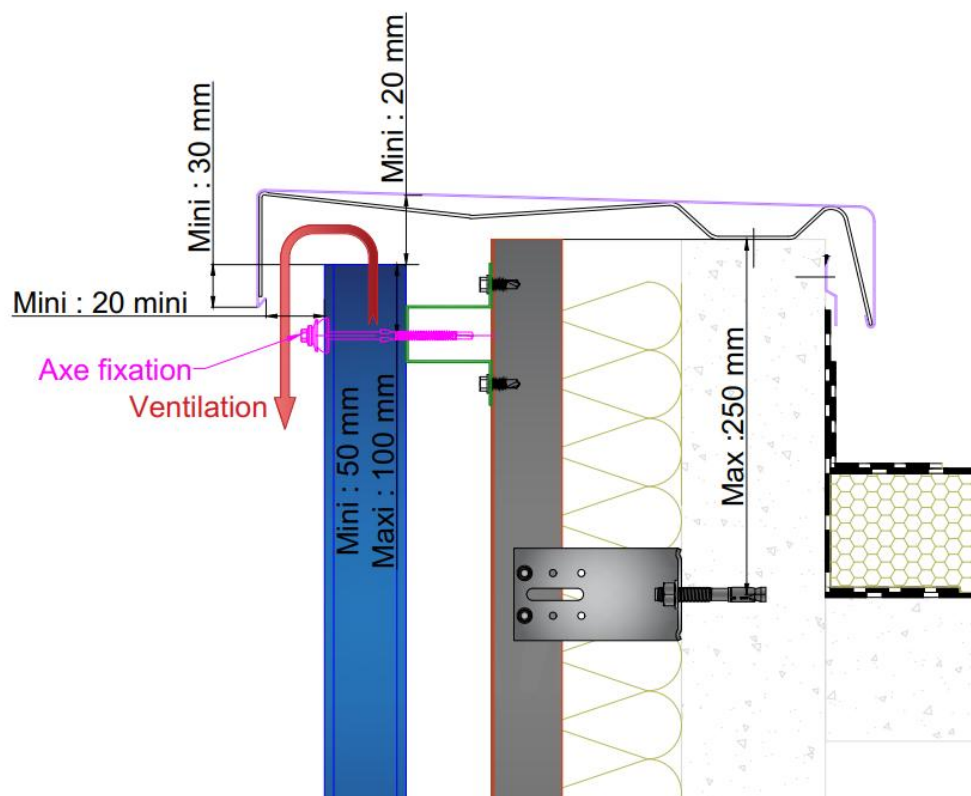 Mini : 30 mm
Mini : 20 mm
Mini : 20 mini
Axe fixation
Ventilation
Mini : 50 mm
Maxi : 100 mm
Max :250 mm